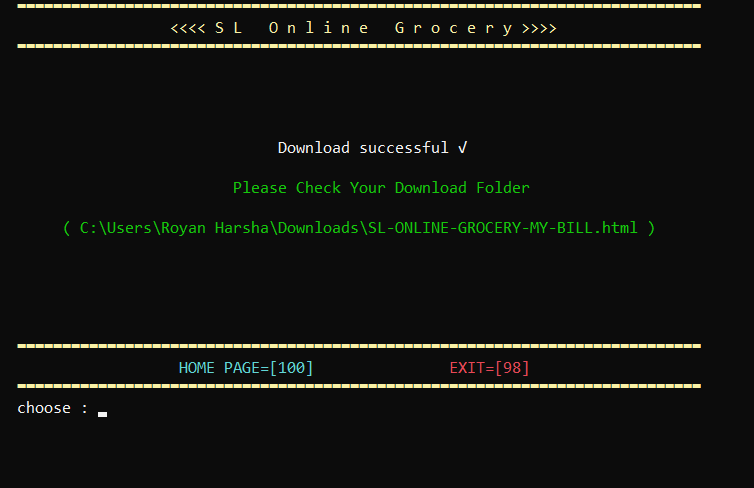 <<<< S L   O n l i n e   G r o c e r y >>>>
Download successful √
Please Check Your Download Folder
( C:\Users\Royan Harsha\Downloads\SL-ONLINE-GROCERY-MY-BILL.html )
HOME PAGE=[100]   EXIT=[98]
choose :